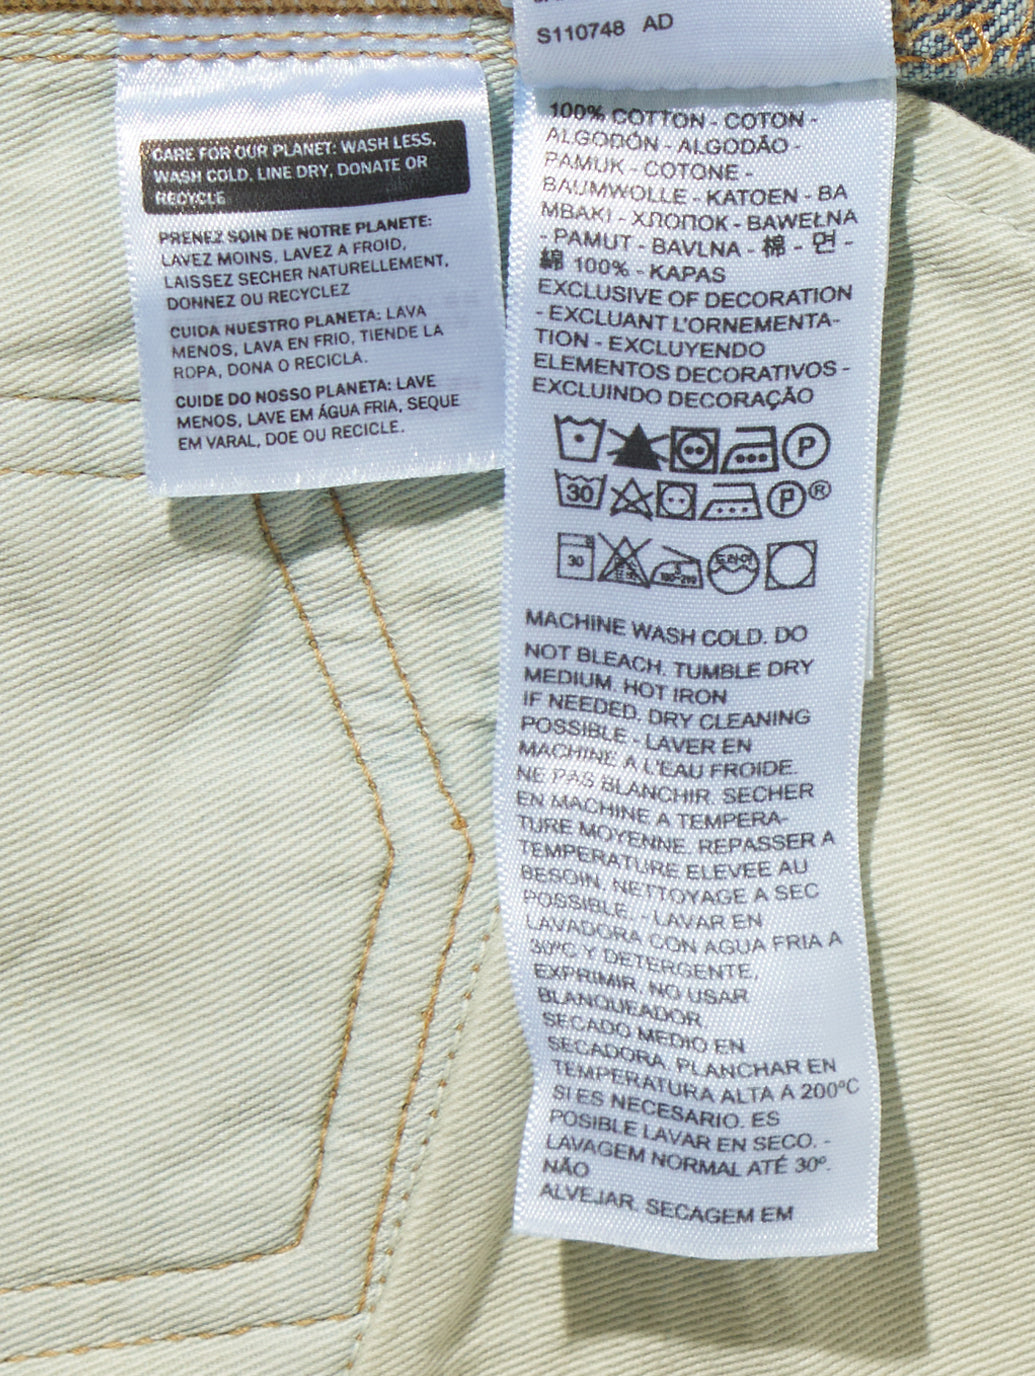 S110748 AD
CARE FOR OUR PLANET: WASH LESS,
WASH COLD, LINE DRY, DONATE OR
RECYCLE
PRENEZ SOIN DE NOTRE PLANETE:
LAVEZ MOINS, LAVEZ A FROID,
LAISSEZ SECHER NATURELLEMENT,
DONNEZ OU RECYCLEZ
CUIDA NUESTRO PLANETA: LAVA
MENOS, LAVA EN FRIO, TIENDE LA
ROPA, DONA O RECICLA.
CUIDE DO NOSSO PLANETA: LAVE
MENOS, LAVE EM ÁGUA FRIA, SEQUE
EM VARAL, DOE OU RECICLE.
100% COTTON - COTON -
ALGODÓN - ALGODÃO -
PAMUK - COTONE -
BAUMWOLLE - KATOEN - BA
MBAKI - ХЛОПОК - BAWEŁNA
- PAMUT - BAVLNA - 棉 - 면 -
綿 100% - KAPAS
EXCLUSIVE OF DECORATION
- EXCLUANT L'ORNEMENTA-
TION - EXCLUYENDO
ELEMENTOS DECORATIVOS -
EXCLUINDO DECORAÇÃO
P
30 P ®
30 드라이
MACHINE WASH COLD. DO
NOT BLEACH. TUMBLE DRY
MEDIUM. HOT IRON
IF NEEDED. DRY CLEANING
POSSIBLE - LAVER EN
MACHINE A L'EAU FROIDE.
NE PAS BLANCHIR. SECHER
EN MACHINE A TEMPERA-
TURE MOYENNE. REPASSER A
TEMPERATURE ELEVEE AU
BESOIN. NETTOYAGE A SEC
POSSIBLE. - LAVAR EN
LAVADORA CON AGUA FRIA A
30ºC Y DETERGENTE,
EXPRIMIR. NO USAR
BLANQUEADOR.
SECADO MEDIO EN
SECADORA. PLANCHAR EN
TEMPERATURA ALTA A 200ºC
SI ES NECESARIO. ES
POSIBLE LAVAR EN SECO. -
LAVAGEM NORMAL ATÉ 30º.
NÃO
ALVEJAR. SECAGEM EM